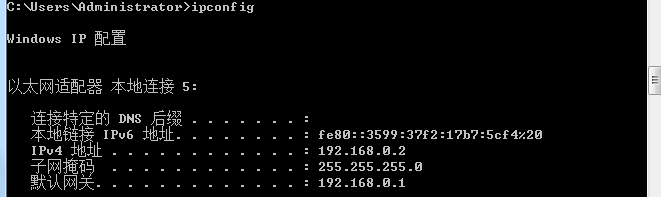 C:\Users\Administrator>ipconfig
Windows IP 配置
以太网适配器 本地连接 5:
连接特定的 DNS 后缀 . . . . . . . :
本地链接 IPv6 地址. . . . . . . . : fe80::3599:37f2:17b7:5cf4%20
IPv4 地址 . . . . . . . . . . . . : 192.168.0.2
子网掩码 . . . . . . . . . . . . : 255.255.255.0
默认网关. . . . . . . . . . . . . : 192.168.0.1